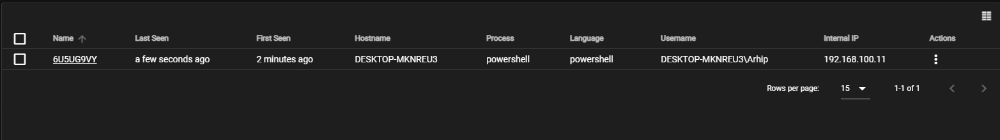 Name Last Seen First Seen Hostname Process Language Username Internal IP Actions
6U5UG9VY a few seconds ago 2 minutes ago DESKTOP-MKNREU3 powershell powershell DESKTOP-MKNREU3\Arhip 192.168.100.11
Rows per page: 15 1-1 of 1